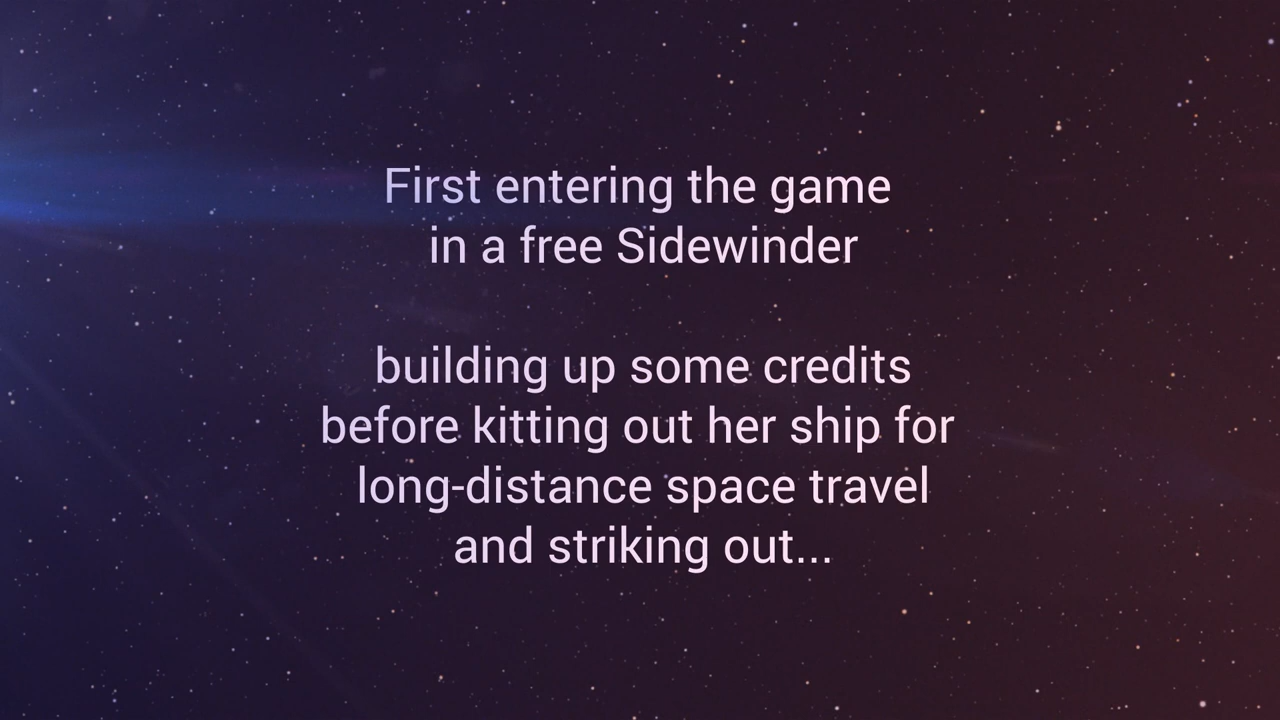 First entering the game
in a free Sidewinder
building up some credits
before kitting out her ship for
long-distance space travel
and striking out...